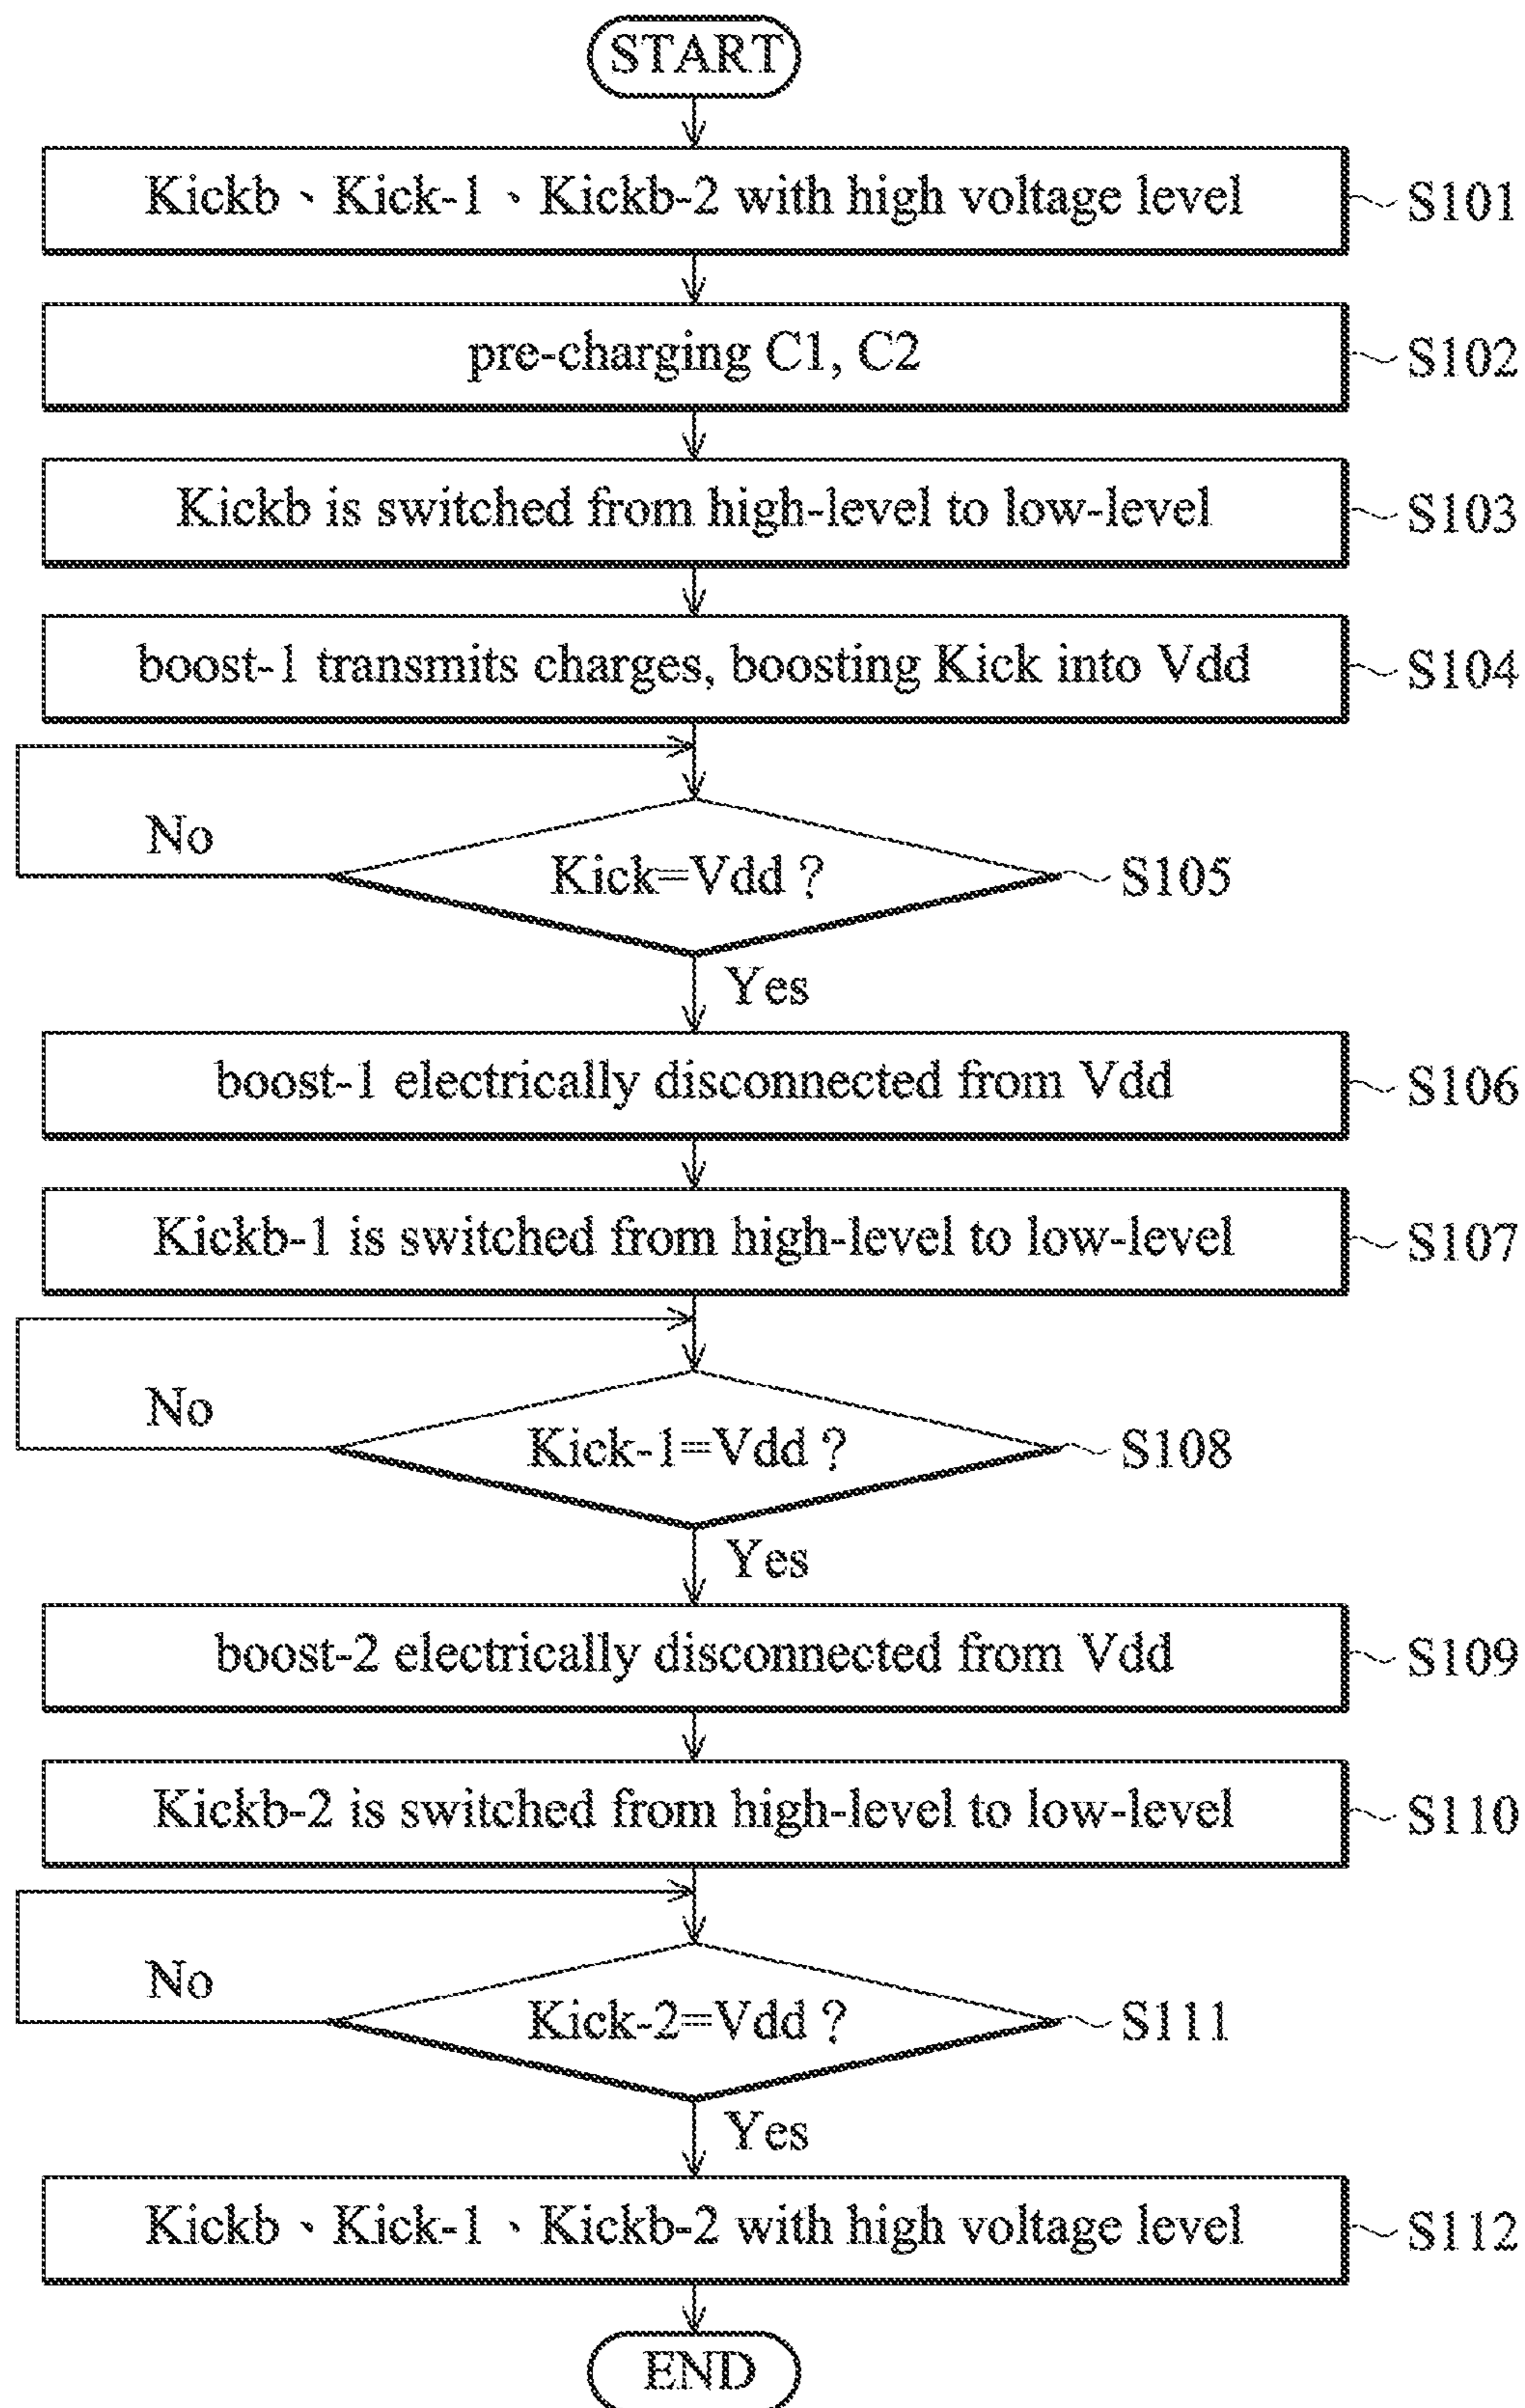 START
Kickb、Kick-1、Kickb-2 with high voltage level
S101
pre-charging C1, C2
S102
Kickb is switched from high-level to low-level
S103
boost-1 transmits charges, boosting Kick into Vdd
S104
No
Kick=Vdd ?
S105
Yes
boost-1 electrically disconnected from Vdd
S106
Kickb-1 is switched from high-level to low-level
S107
No
Kick-1=Vdd ?
S108
Yes
boost-2 electrically disconnected from Vdd
S109
Kickb-2 is switched from high-level to low-level
S110
No
Kick-2=Vdd ?
S111
Yes
Kickb、Kick-1、Kickb-2 with high voltage level
S112
END